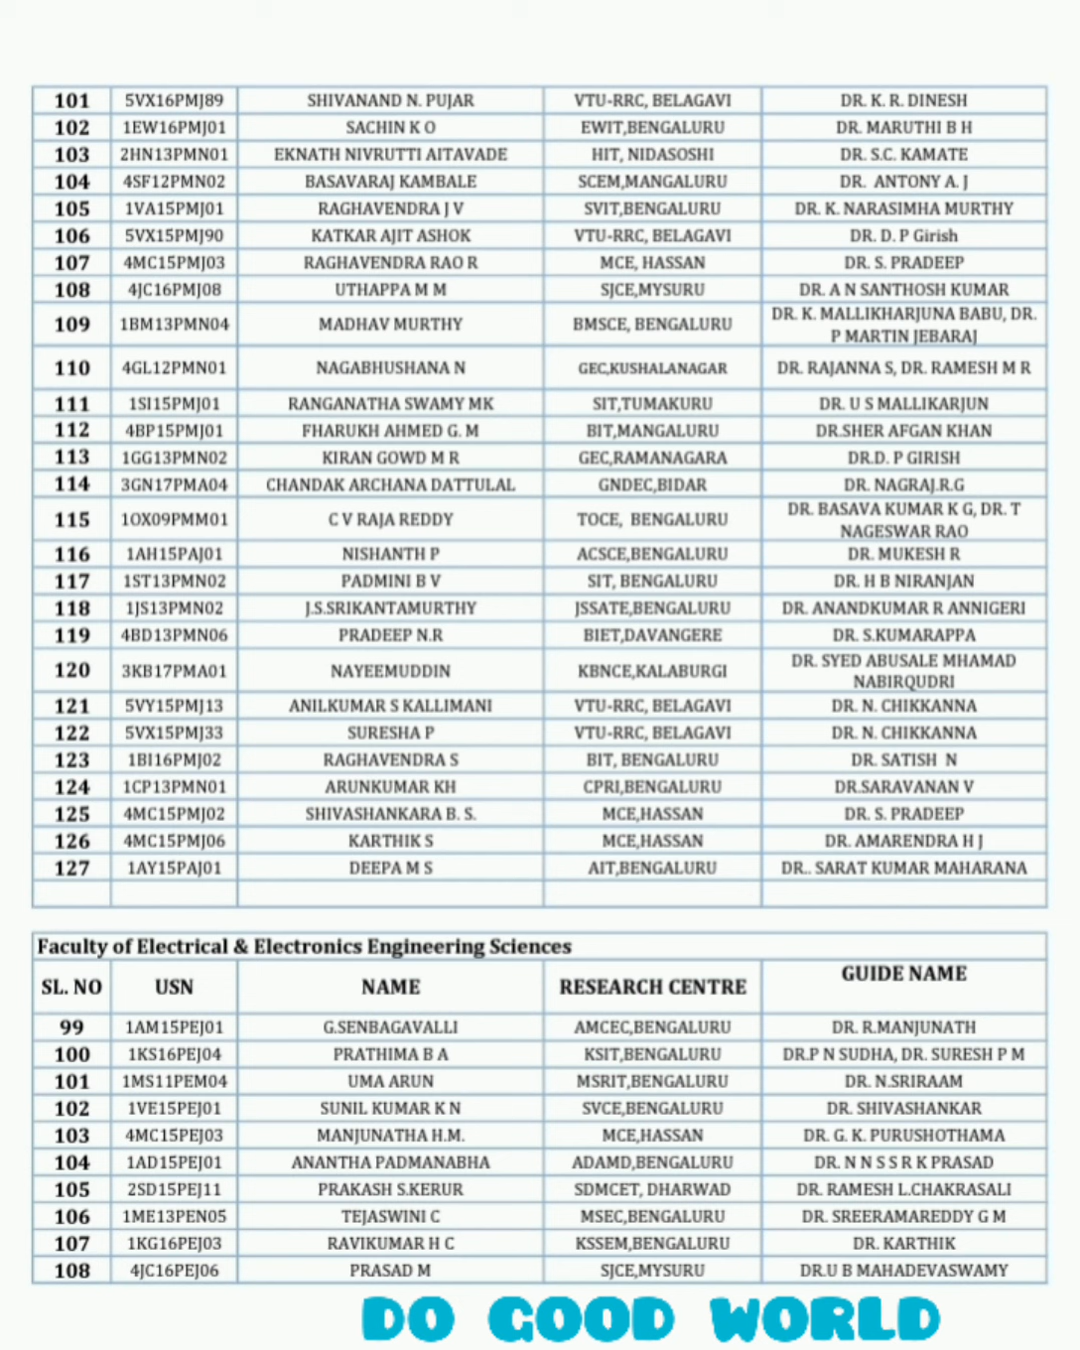 101 5VX16PMJ89 SHIVANAND N. PUJAR VTU-RRC, BELAGAVI DR. K. R. DINESH
102 1EW16PMJ01 SACHIN K O EWIT,BENGALURU DR. MARUTHI B H
103 2HN13PMN01 EKNATH NIVRUTTI AITAVADE HIT, NIDASOSHI DR. S.C. KAMATE
104 4SF12PMN02 BASAVARAJ KAMBALE SCEM,MANGALURU DR. ANTONY A. J
105 1VA15PMJ01 RAGHAVENDRA J V SVIT,BENGALURU DR. K. NARASIMHA MURTHY
106 5VX15PMJ90 KATKAR AJIT ASHOK VTU-RRC, BELAGAVI DR. D. P Girish
107 4MC15PMJ03 RAGHAVENDRA RAO R MCE, HASSAN DR. S. PRADEEP
108 4JC16PMJ08 UTHAPPA M M SJCE,MYSURU DR. A N SANTHOSH KUMAR
109 1BM13PMN04 MADHAV MURTHY BMSCE, BENGALURU DR. K. MALLIKHARJUNA BABU, DR.
P MARTIN JEBARAJ
110 4GL12PMN01 NAGABHUSHANA N GEC,KUSHALANAGAR DR. RAJANNA S, DR. RAMESH M R
111 1SI15PMJ01 RANGANATHA SWAMY MK SIT,TUMAKURU DR. U S MALLIKARJUN
112 4BP15PMJ01 FHARUKH AHMED G. M BIT,MANGALURU DR.SHER AFGAN KHAN
113 1GG13PMN02 KIRAN GOWD M R GEC,RAMANAGARA DR.D. P GIRISH
114 3GN17PMA04 CHANDAK ARCHANA DATTULAL GNDEC,BIDAR DR. NAGRAJ.R.G
115 1OX09PMM01 C V RAJA REDDY TOCE, BENGALURU DR. BASAVA KUMAR K G, DR. T
NAGESWAR RAO
116 1AH15PAJ01 NISHANTH P ACSCE,BENGALURU DR. MUKESH R
117 1ST13PMN02 PADMINI B V SIT, BENGALURU DR. H B NIRANJAN
118 1JS13PMN02 J.S.SRIKANTAMURTHY JSSATE,BENGALURU DR. ANANDKUMAR R ANNIGERI
119 4BD13PMN06 PRADEEP N.R BIET,DAVANGERE DR. S.KUMARAPPA
120 3KB17PMA01 NAYEEMUDDIN KBNCE,KALABURGI DR. SYED ABUSALE MHAMAD
NABIRQUDRI
121 5VY15PMJ13 ANILKUMAR S KALLIMANI VTU-RRC, BELAGAVI DR. N. CHIKKANNA
122 5VX15PMJ33 SURESHA P VTU-RRC, BELAGAVI DR. N. CHIKKANNA
123 1BI16PMJ02 RAGHAVENDRA S BIT, BENGALURU DR. SATISH N
124 1CP13PMN01 ARUNKUMAR KH CPRI,BENGALURU DR.SARAVANAN V
125 4MC15PMJ02 SHIVASHANKARA B. S. MCE,HASSAN DR. S. PRADEEP
126 4MC15PMJ06 KARTHIK S MCE,HASSAN DR. AMARENDRA H J
127 1AY15PAJ01 DEEPA M S AIT,BENGALURU DR.. SARAT KUMAR MAHARANA
Faculty of Electrical & Electronics Engineering Sciences
SL. NO USN NAME RESEARCH CENTRE GUIDE NAME
99 1AM15PEJ01 G.SENBAGAVALLI AMCEC,BENGALURU DR. R.MANJUNATH
100 1KS16PEJ04 PRATHIMA B A KSIT,BENGALURU DR.P N SUDHA, DR. SURESH P M
101 1MS11PEM04 UMA ARUN MSRIT,BENGALURU DR. N.SRIRAAM
102 1VE15PEJ01 SUNIL KUMAR K N SVCE,BENGALURU DR. SHIVASHANKAR
103 4MC15PEJ03 MANJUNATHA H.M. MCE,HASSAN DR. G. K. PURUSHOTHAMA
104 1AD15PEJ01 ANANTHA PADMANABHA ADAMD,BENGALURU DR. N N S S R K PRASAD
105 2SD15PEJ11 PRAKASH S.KERUR SDMCET, DHARWAD DR. RAMESH L.CHAKRASALI
106 1ME13PEN05 TEJASWINI C MSEC,BENGALURU DR. SREERAMAREDDY G M
107 1KG16PEJ03 RAVIKUMAR H C KSSEM,BENGALURU DR. KARTHIK
108 4JC16PEJ06 PRASAD M SJCE,MYSURU DR.U B MAHADEVASWAMY
DO GOOD WORLD